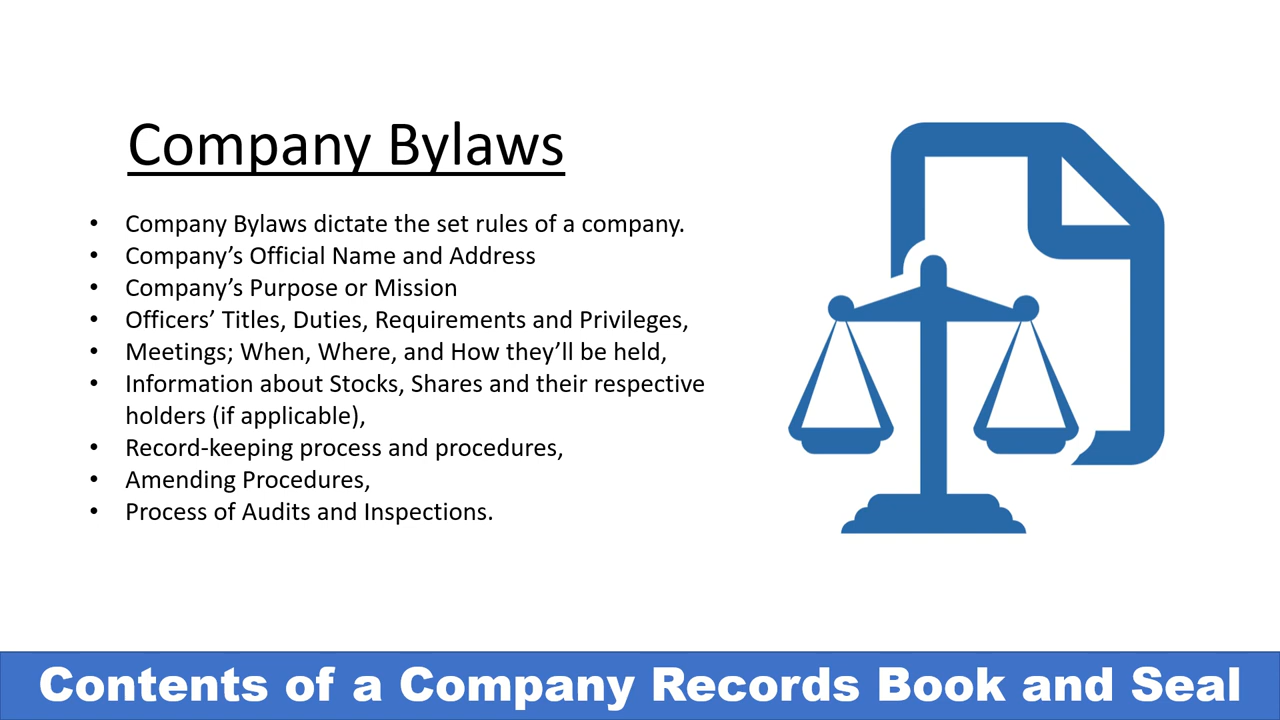 Company Bylaws
• Company Bylaws dictate the set rules of a company.
• Company’s Official Name and Address
• Company’s Purpose or Mission
• Officers’ Titles, Duties, Requirements and Privileges,
• Meetings; When, Where, and How they’ll be held,
• Information about Stocks, Shares and their respective
holders (if applicable),
• Record-keeping process and procedures,
• Amending Procedures,
• Process of Audits and Inspections.
Contents of a Company Records Book and Seal